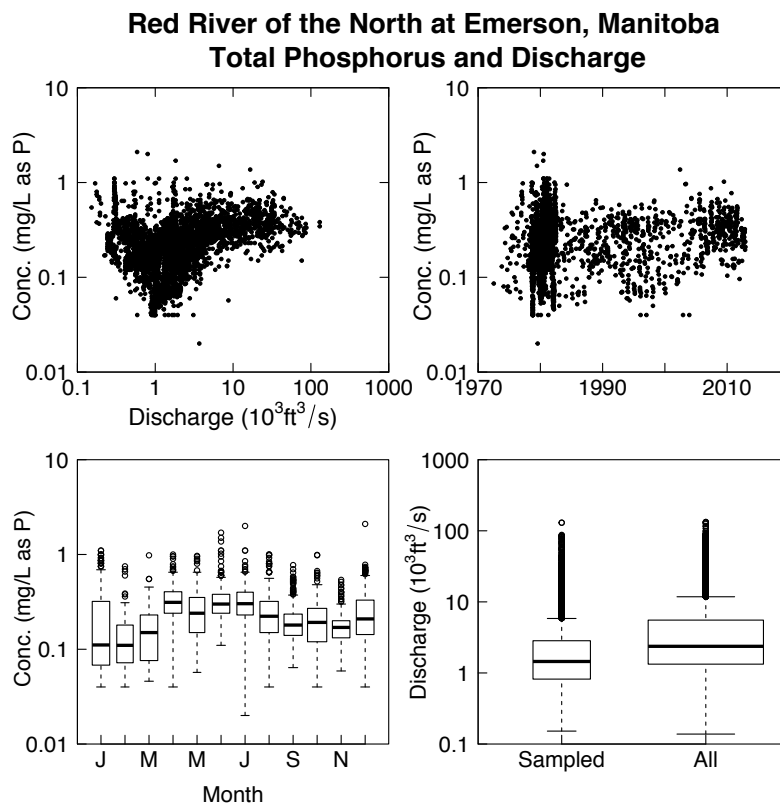 Red River of the North at Emerson, Manitoba
Total Phosphorus and Discharge
Conc. (mg/L as P)
10
1
0.1
0.01
0.1 1 10 100 1000
Discharge (10³ft³/s)
Conc. (mg/L as P)
10
1
0.1
0.01
1970 1990 2010
Conc. (mg/L as P)
10
1
0.1
0.01
J M M J S N
Month
Discharge (10³ft³/s)
1000
100
10
1
0.1
Sampled All